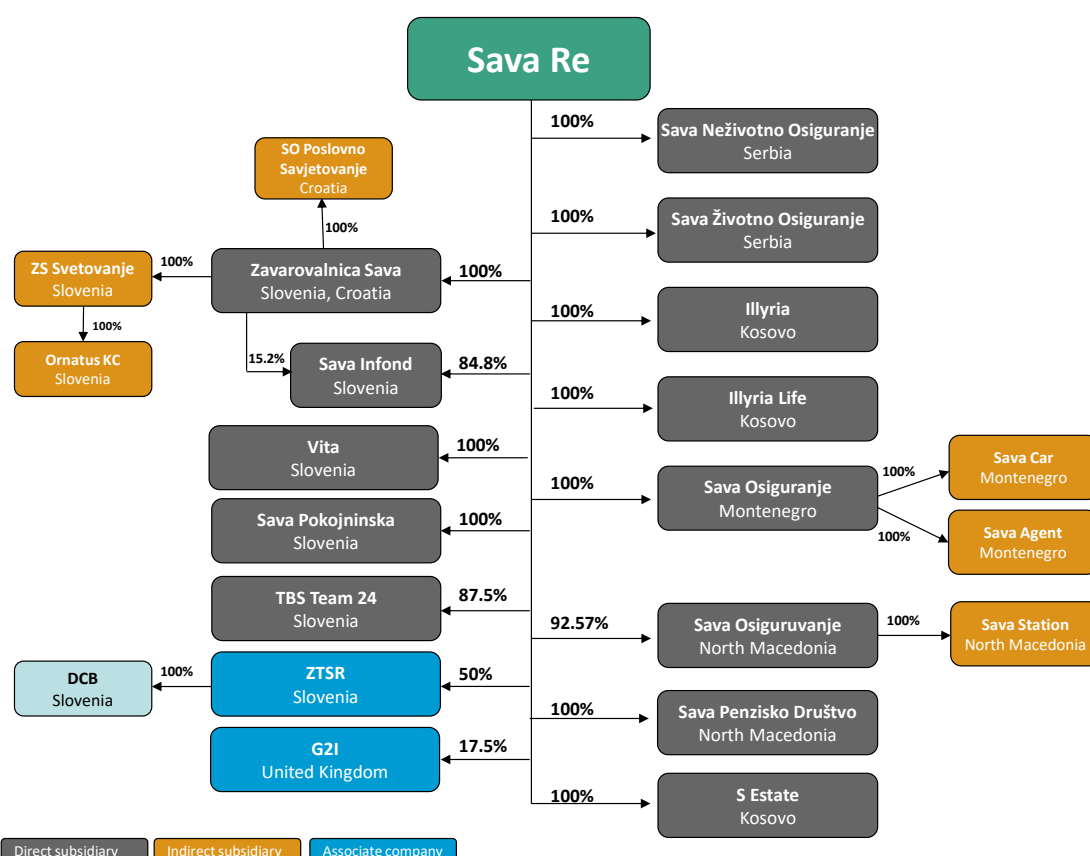 Sava Re
100%
Sava Neživotno Osiguranje
Serbia
SO Poslovno
Savjetovanje
Croatia
100%
100%
Sava Životno Osiguranje
Serbia
ZS Svetovanje
Slovenia
100%
Zavarovalnica Sava
Slovenia, Croatia
100%
100%
Illyria
Kosovo
100%
Ornatus KC
Slovenia
15.2%
Sava Infond
Slovenia
84.8%
100%
Illyria Life
Kosovo
Vita
Slovenia
100%
100%
Sava Osiguranje
Montenegro
100%
Sava Car
Montenegro
100%
Sava Agent
Montenegro
Sava Pokojninska
Slovenia
100%
TBS Team 24
Slovenia
87.5%
92.57%
Sava Osiguruvanje
North Macedonia
100%
Sava Station
North Macedonia
DCB
Slovenia
100%
ZTSR
Slovenia
50%
100%
Sava Penzisko Društvo
North Macedonia
G2I
United Kingdom
17.5%
100%
S Estate
Kosovo
Direct subsidiary
Indirect subsidiary
Associate company